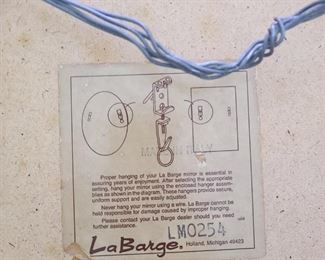 MADE IN ITALY
Proper hanging of your La Barge mirror is essential in
assuring years of enjoyment. After selecting the appropriate
setting, hang your mirror using the enclosed hanger assem-
blies as shown in the diagram. These hangers provide secure,
uniform support and are easily adjusted.
Never hang your mirror using a wire. La Barge cannot be
held responsible for damage caused by improper hanging.
Please contact your La Barge dealer should you need
further assistance.
LM0254
LaBarge
Holland, Michigan 49423